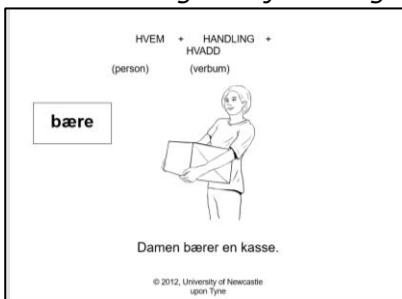 HVEM + HANDLING +
HVADD
(person) (verbum)
bære
Damen bærer en kasse.
© 2012, University of Newcastle
upon Tyne